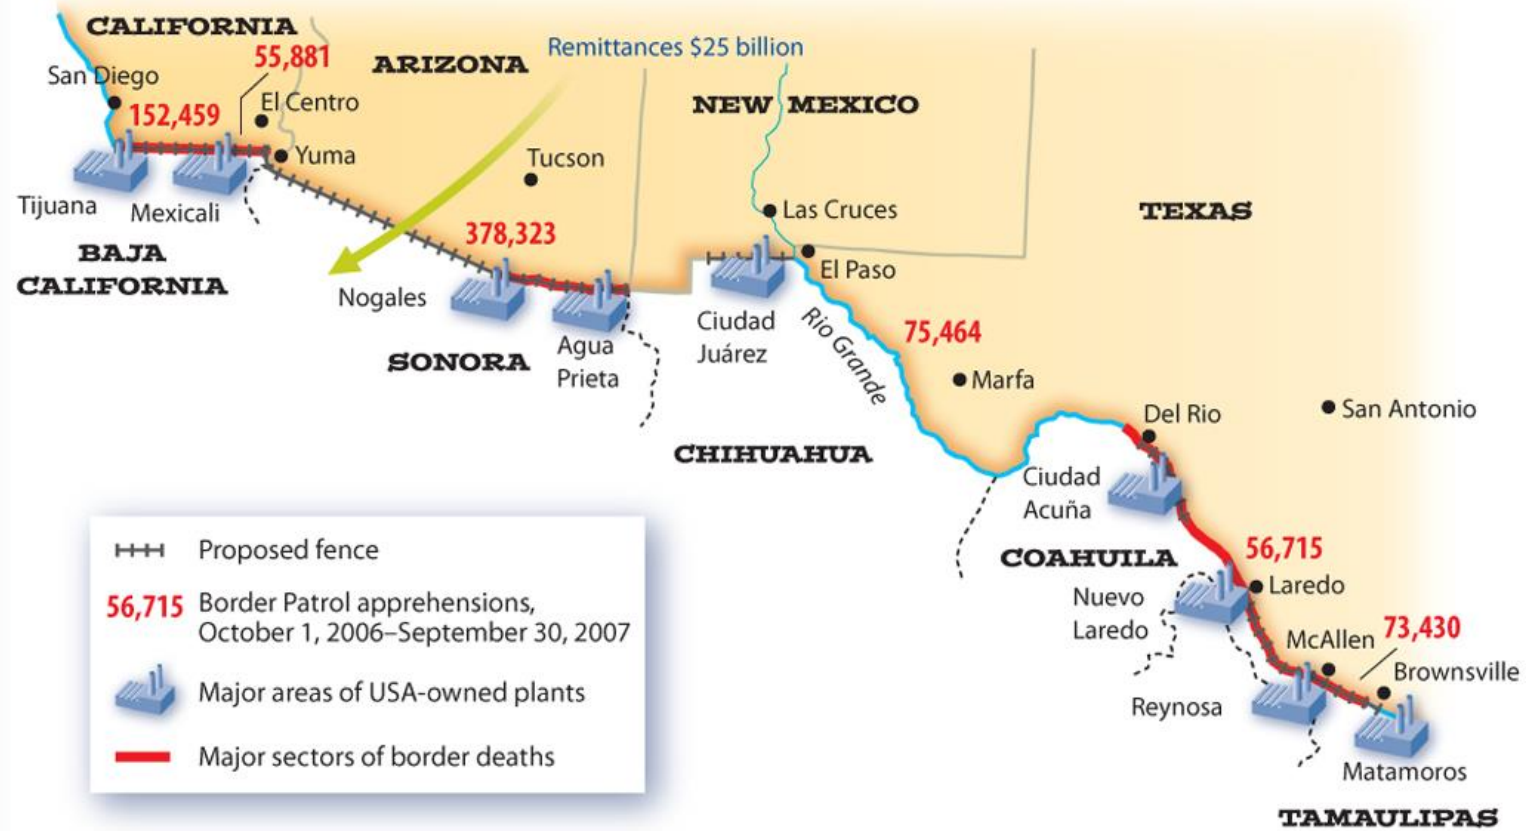 CALIFORNIA
55,881
San Diego
152,459
El Centro
Yuma
Tijuana
Mexicali
BAJA
CALIFORNIA
ARIZONA
Remittances $25 billion
NEW MEXICO
Tucson
378,323
Nogales
SONORA
Agua
Prieta
Las Cruces
El Paso
Ciudad
Juárez
Rio Grande
TEXAS
75,464
Marfa
CHIHUAHUA
Del Rio
San Antonio
Ciudad
Acuña
COAHUILA
56,715
Nuevo
Laredo
Laredo
McAllen
73,430
Brownsville
Reynosa
Matamoros
TAMAULIPAS
Proposed fence
56,715 Border Patrol apprehensions,
October 1, 2006–September 30, 2007
Major areas of USA-owned plants
Major sectors of border deaths